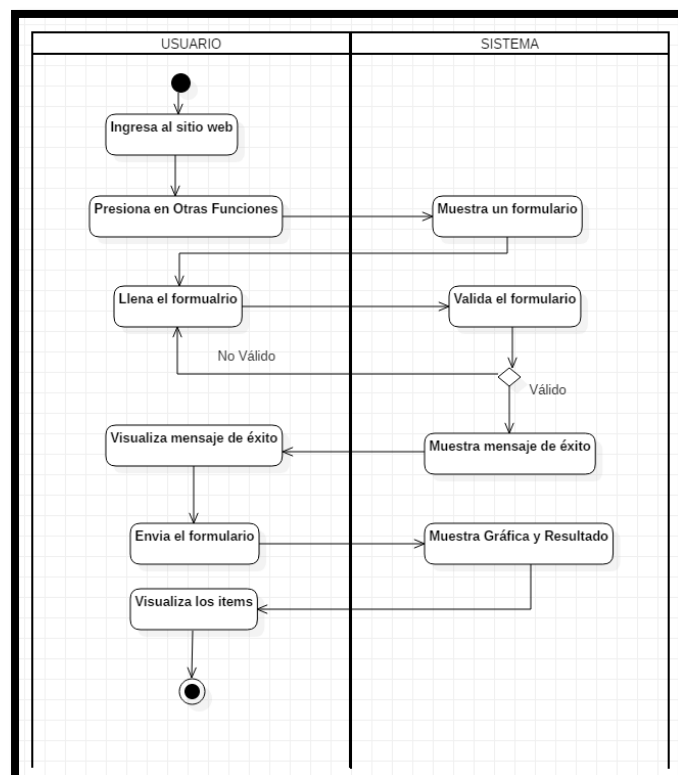 USUARIO
SISTEMA
Ingresa al sitio web
Presiona en Otras Funciones
Muestra un formulario
Llena el formualrio
Valida el formulario
No Válido
Válido
Visualiza mensaje de éxito
Muestra mensaje de éxito
Envia el formulario
Muestra Gráfica y Resultado
Visualiza los items